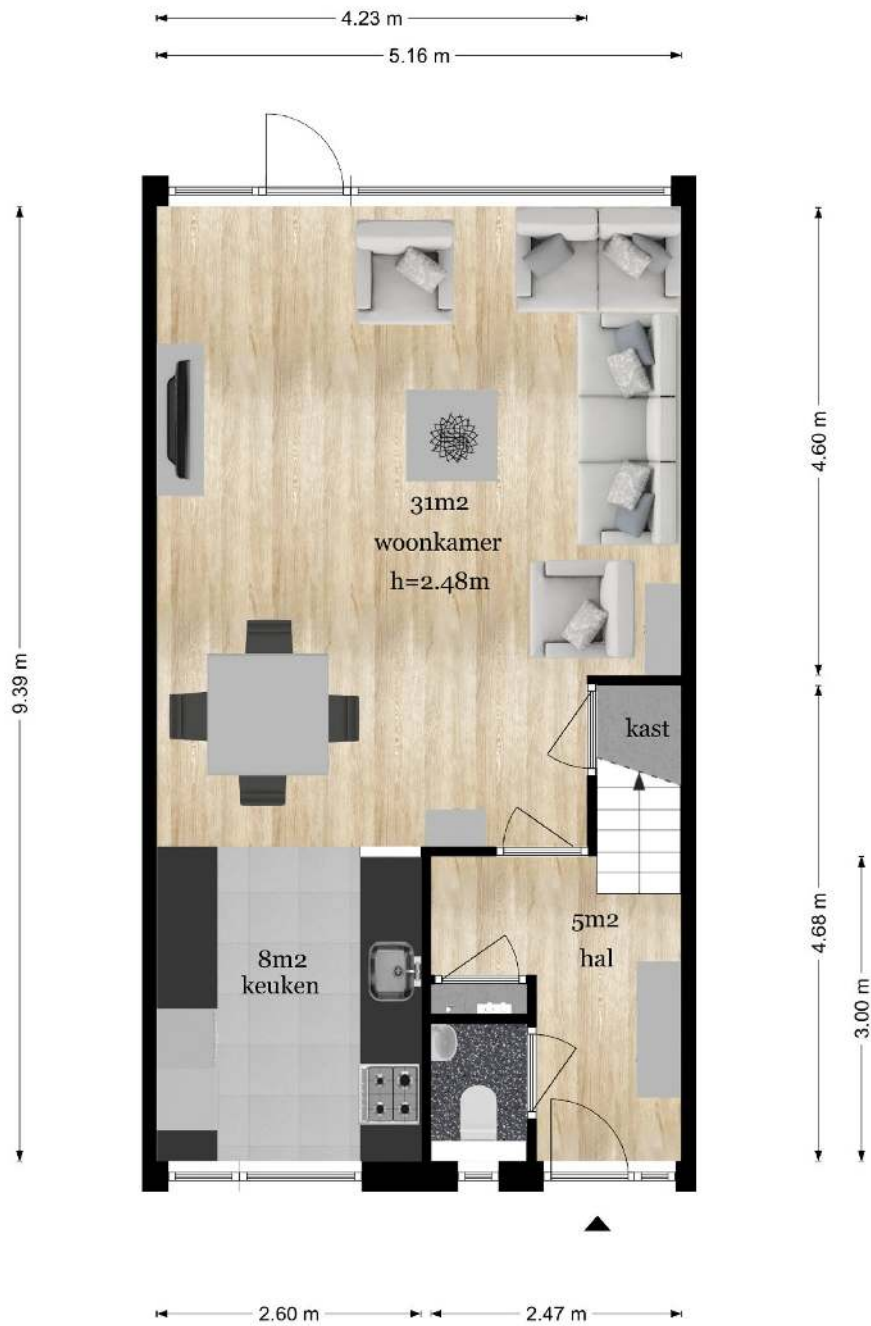 4.23 m
5.16 m
9.39 m
4.60 m
31m2
woonkamer
h=2.48m
kast
4.68 m
3.00 m
5m2
hal
8m2
keuken
2.60 m
2.47 m